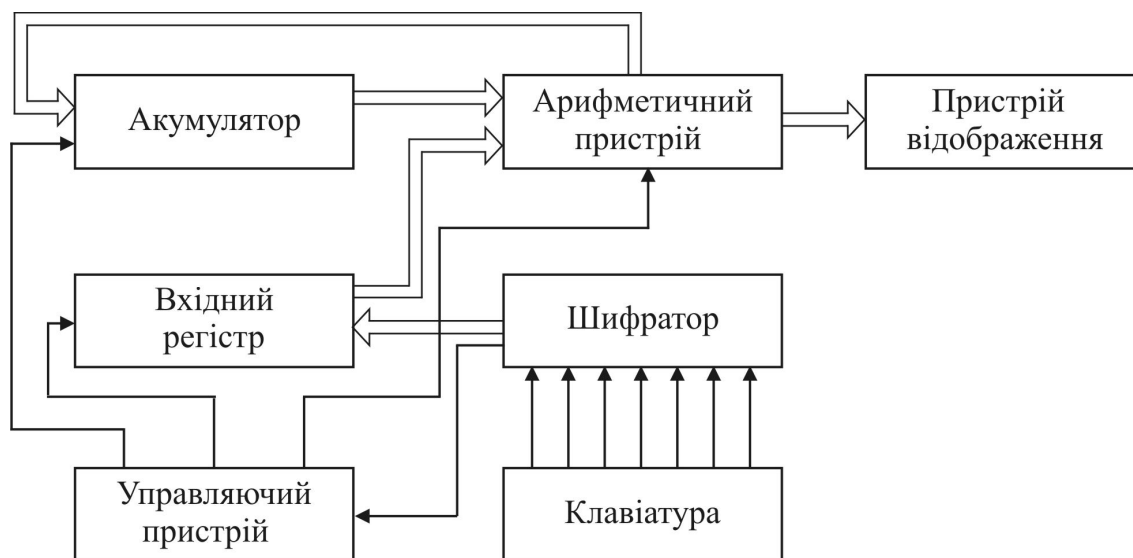 Акумулятор
Арифметичний
пристрій
Пристрій
відображення
Вхідний
регістр
Шифратор
Управляючий
пристрій
Клавіатура